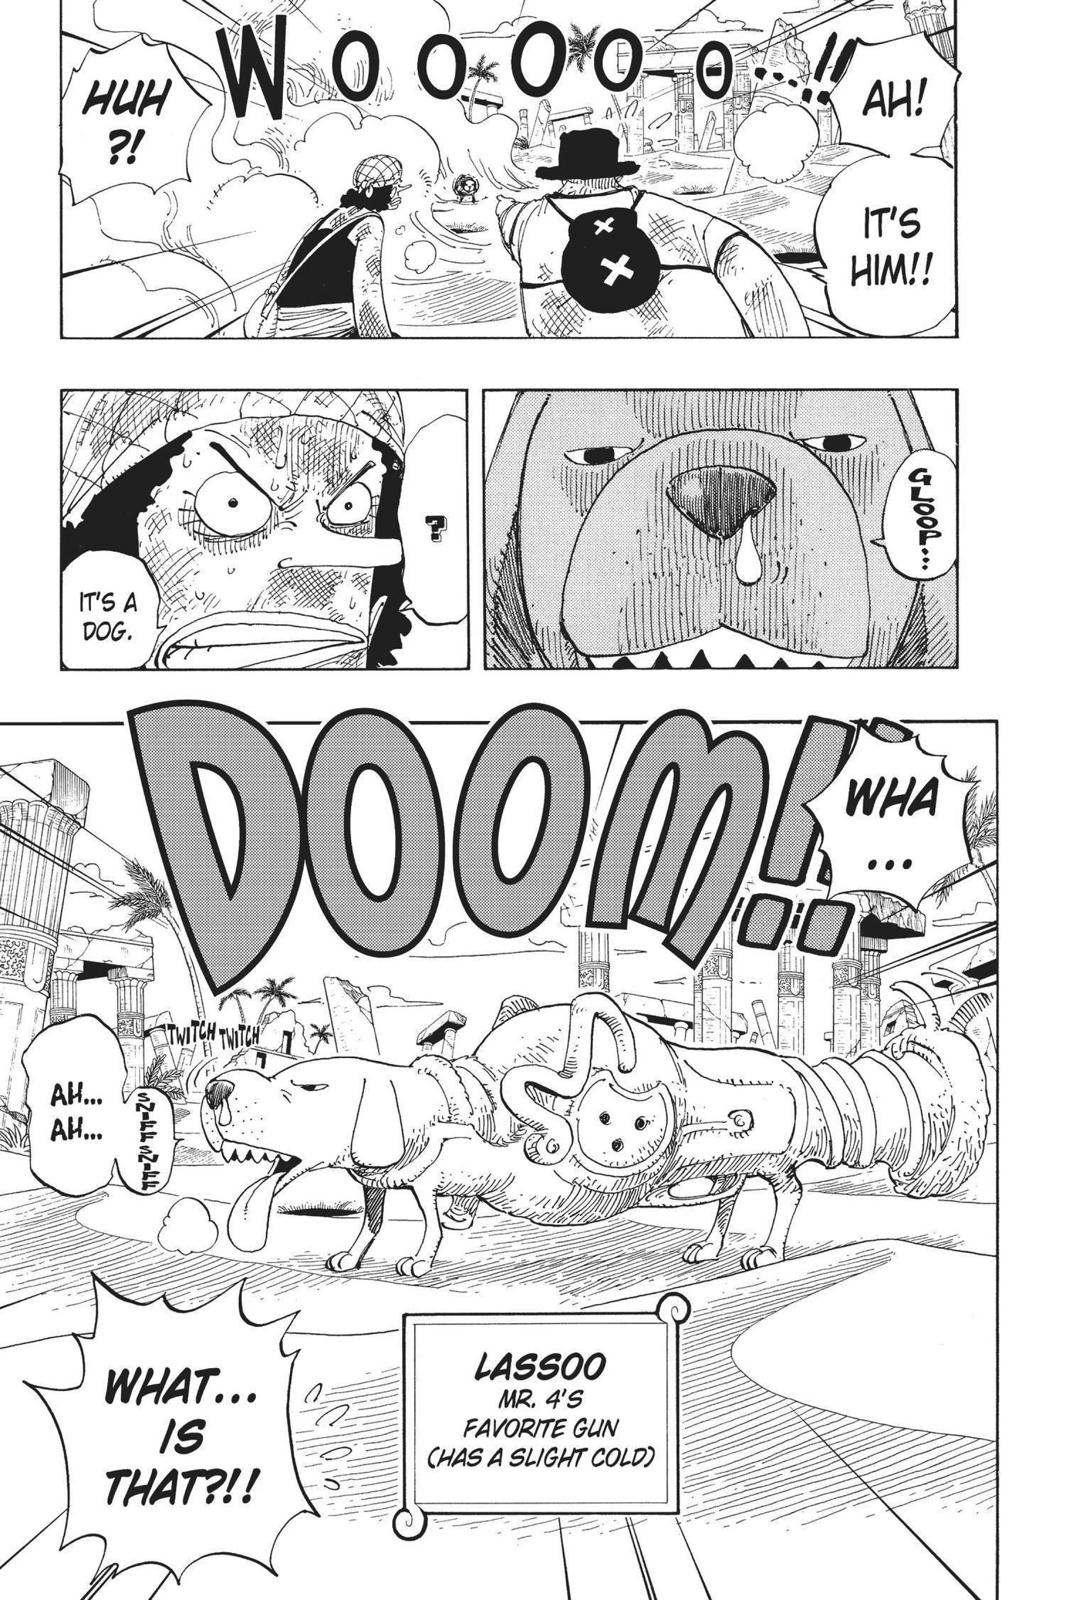 WOOOOO...!!
AH!
IT'S
HIM!!
HUH
?!
GLOOP...
?
IT'S A
DOG.
DOOM!!
WHA
...
TWITCH TWITCH
SNIFF SNIFF
AH...
AH...
WHAT...
IS
THAT?!!
LASSOO
MR. 4'S
FAVORITE GUN
(HAS A SLIGHT COLD)